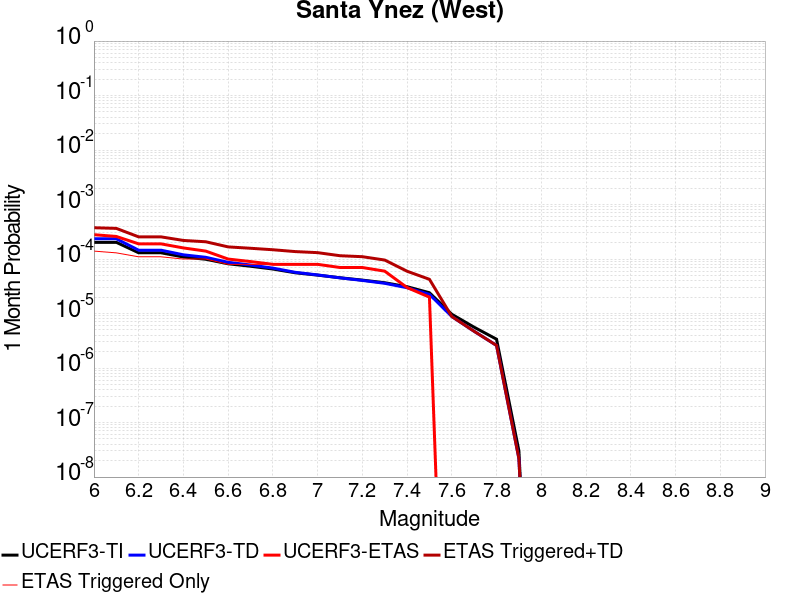 Santa Ynez (West)
10^0
10^-1
10^-2
10^-3
10^-4
10^-5
10^-6
10^-7
10^-8
1 Month Probability
6 6.2 6.4 6.6 6.8 7 7.2 7.4 7.6 7.8 8 8.2 8.4 8.6 8.8 9
Magnitude
UCERF3-TI UCERF3-TD UCERF3-ETAS ETAS Triggered+TD
ETAS Triggered Only